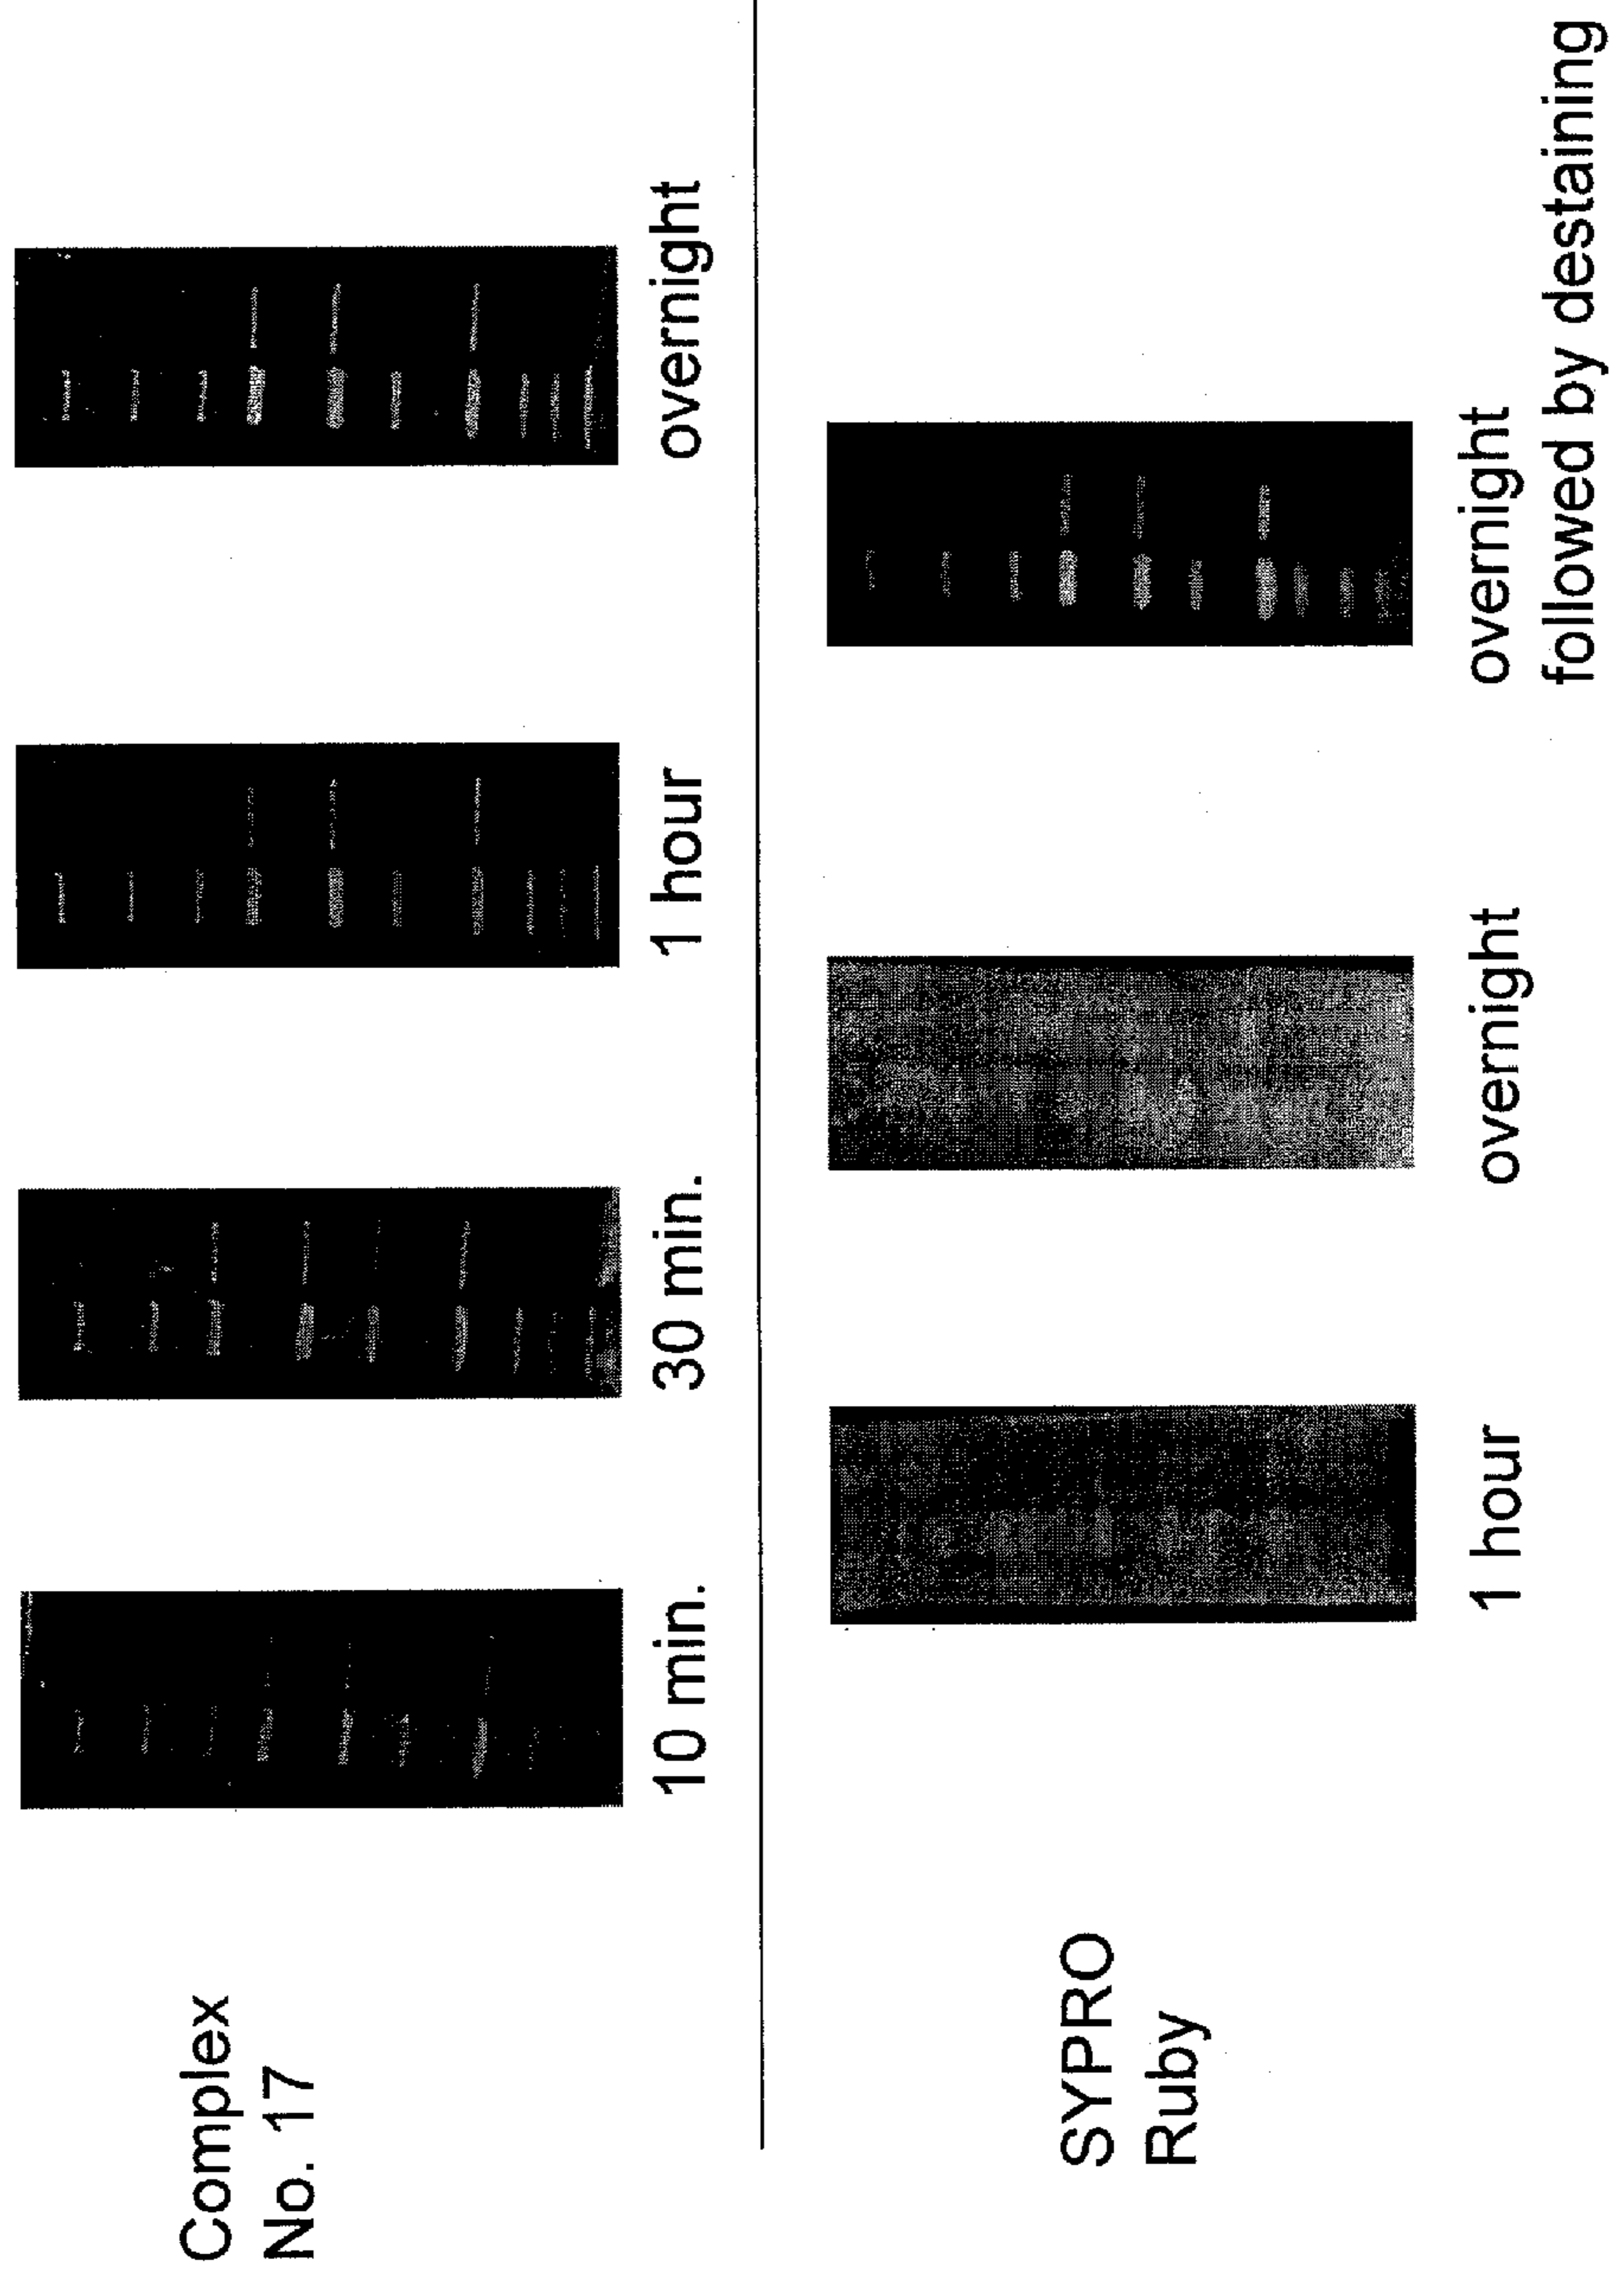 Complex
No. 17
10 min.
30 min.
1 hour
overnight
SYPRO
Ruby
1 hour
overnight
overnight
followed by destaining